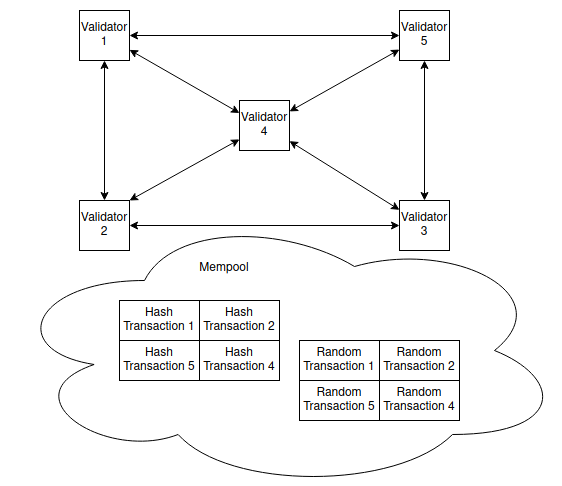 Validator
1
Validator
5
Validator
4
Validator
2
Validator
3
Mempool
Hash
Transaction 1
Hash
Transaction 2
Hash
Transaction 5
Hash
Transaction 4
Random
Transaction 1
Random
Transaction 2
Random
Transaction 5
Random
Transaction 4